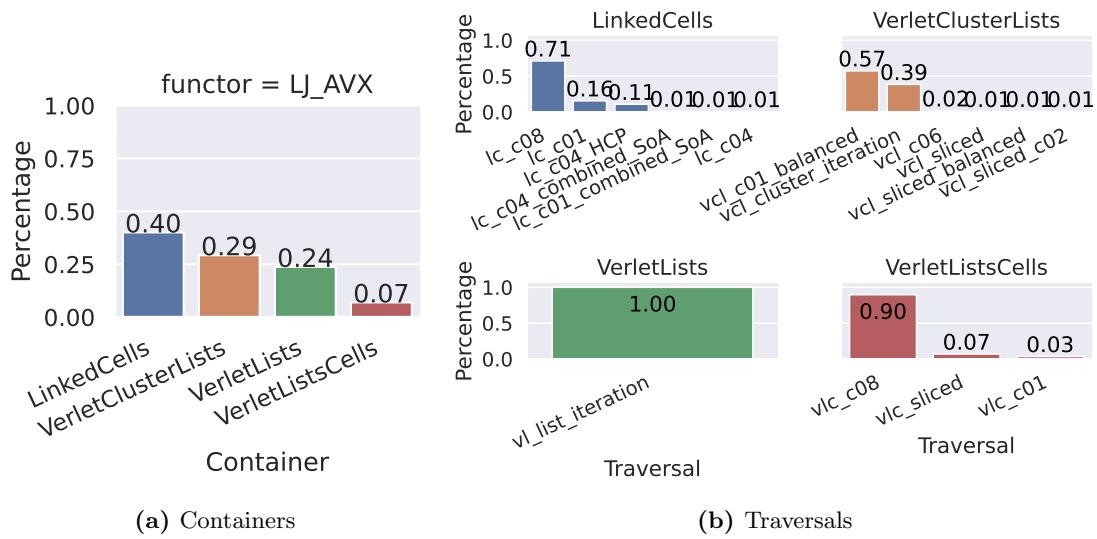 functor = LJ_AVX
Percentage
1.00
0.75
0.50
0.25
0.00
0.40
0.29
0.24
0.07
LinkedCells
VerletClusterLists
VerletLists
VerletListsCells
Container
(a) Containers
LinkedCells
Percentage
1.0
0.5
0.0
0.71
0.16
0.11
0.01
0.01
0.01
lc_c08
lc_c01
lc_c04_HCP
lc_c04_combined_SoA
lc_c01_combined_SoA
lc_c04
VerletClusterLists
0.57
0.39
0.02
0.01
0.01
0.01
vcl_c01_balanced
vcl_cluster_iteration
vcl_c06
vcl_sliced
vcl_sliced_balanced
vcl_sliced_c02
VerletLists
Percentage
1.0
0.5
0.0
1.00
vl_list_iteration
Traversal
VerletListsCells
0.90
0.07
0.03
vlc_c08
vlc_sliced
vlc_c01
Traversal
(b) Traversals